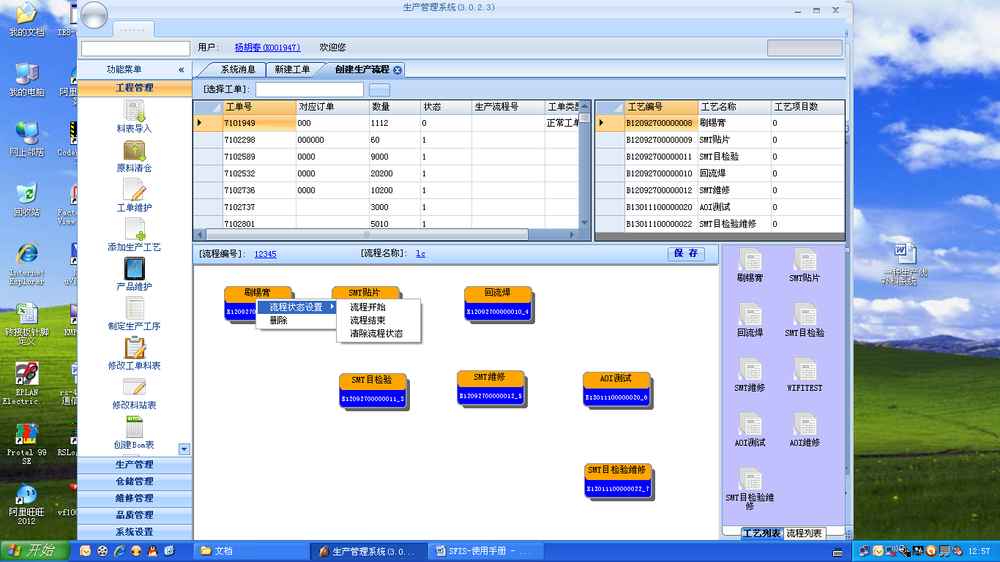 生产管理系统(3.0.2.3)
......
用户: 杨胡春(K001947) 欢迎您
功能菜单 «
工程管理
料表导入
原料清仓
工单维护
添加生产工艺
产品维护
制定生产工序
修改工单料表
修改料站表
创建Bom表
生产管理
仓储管理
维修管理
品质管理
系统设置
系统消息 新建工单 创建生产流程
[选择工单]:
工单号 对应订单 数量 状态 生产流程号 工单类型
7101949 000 1112 0 正常工单
7102298 000000 60 1
7102589 0000 9000 1
7102532 0000 20200 1
7102736 0000 10200 1
7102737 3000 1
7102801 5010 1
工艺编号 工艺名称 工艺项目数
B12092700000008 刷锡膏 0
B12092700000009 SMT贴片 0
B12092700000011 SMT目检验 0
B12092700000010 回流焊 0
B12092700000012 SMT维修 0
B13011100000020 AOI测试 0
B13011100000022 SMT目检验维修 0
[流程编号]: 12345 [流程名称]: lc 保 存
刷锡膏
B1209270
SMT贴片
回流焊
B12092700000010_4
流程状态设置
删除
流程开始
流程结束
清除流程状态
SMT目检验
B12092700000011_3
SMT维修
B12092700000012_5
AOI测试
B13011100000020_6
SMT目检验维修
B13011100000022_7
刷锡膏
SMT贴片
回流焊
SMT目检验
SMT维修
WIFITEST
AOI测试
AOI维修
SMT目检验维
修
工艺列表 流程列表
我的文档
我的电脑
网上邻居
回收站
Internet
Explorer
转接板针脚
定义
EPLAN
Electric...
Protel 99
SE
阿里旺旺
2012
IE8-
阿里
Code
Fact
View
uV
KMP
rs-4
通信
RSLo
vf100
一种生产线
补料系统...
开始
文档
生产管理系统(3.0...
SFIS-使用手册 - ...
12:57